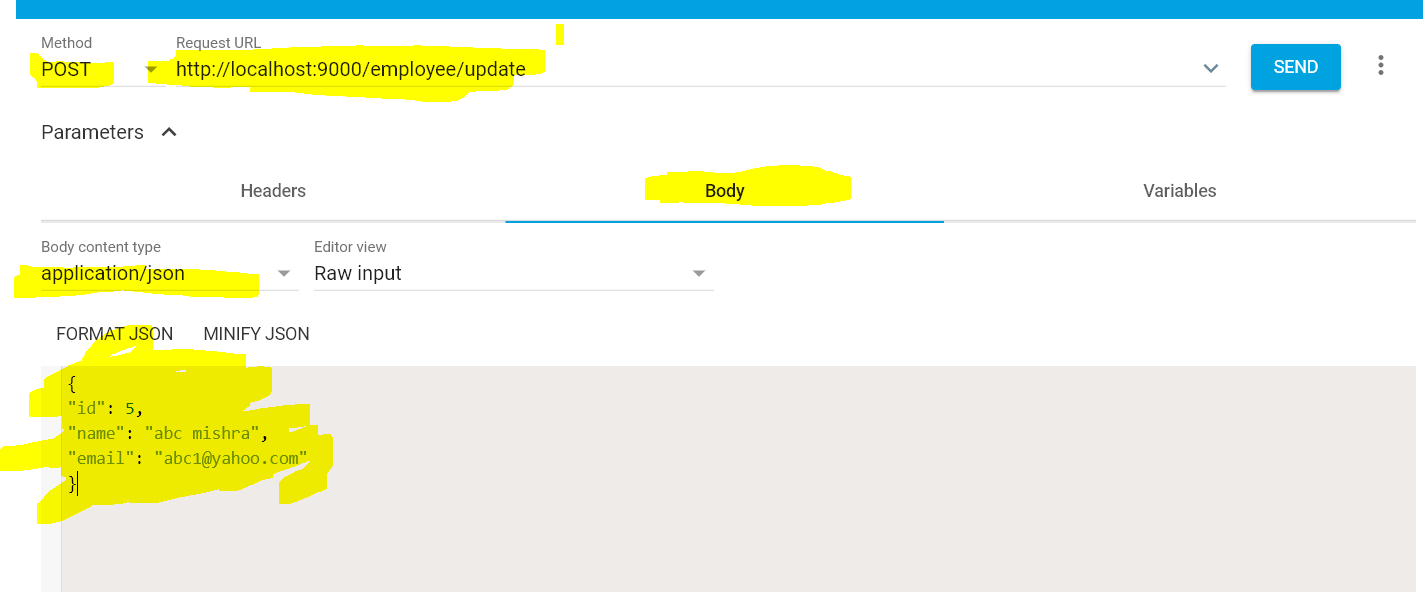 Method Request URL
POST http://localhost:9000/employee/update SEND
Parameters
Headers Body Variables
Body content type Editor view
application/json Raw input
FORMAT JSON MINIFY JSON
{
"id": 5,
"name": "abc mishra",
"email": "abc1@yahoo.com"
}